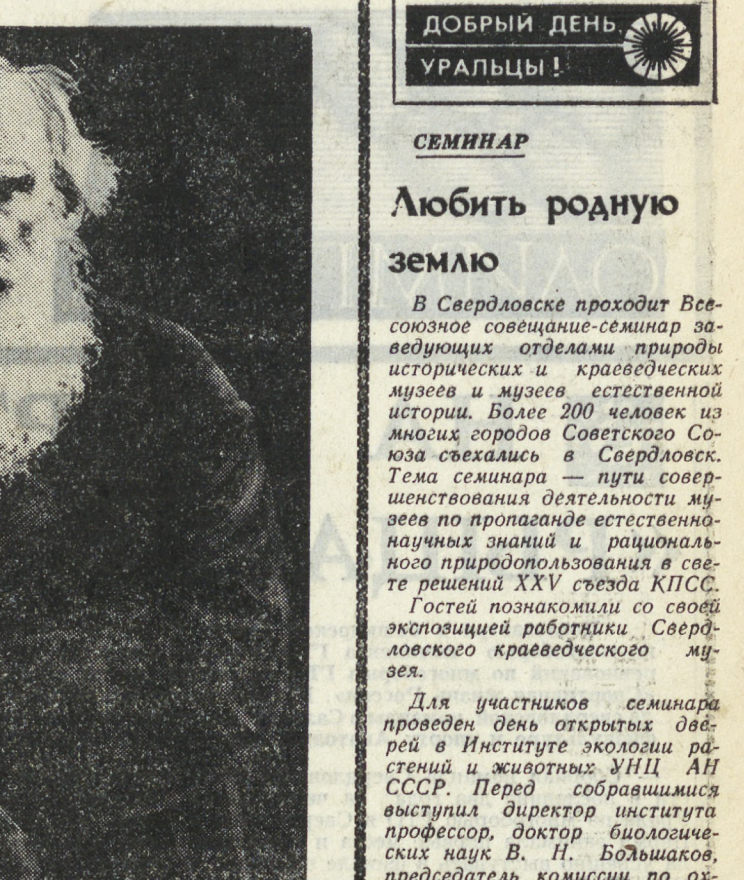 ДОБРЫЙ ДЕНЬ,
УРАЛЬЦЫ!
СЕМИНАР
Любить родную
землю
В Свердловске проходит Все-
союзное совещание-семинар за-
ведующих отделами природы
исторических и краеведческих
музеев и музеев естественной
истории. Более 200 человек из
многих городов Советского Со-
юза съехались в Свердловск.
Тема семинара — пути совер-
шенствования деятельности му-
зеев по пропаганде естественно-
научных знаний и рациональ-
ного природопользования в све-
те решений XXV съезда КПСС.
Гостей познакомили со своей
экспозицией работники Сверд-
ловского краеведческого му-
зея.
Для участников семинара
проведен день открытых две-
рей в Институте экологии ра-
стений и животных УНЦ АН
СССР. Перед собравшимися
выступил директор института
профессор, доктор биологиче-
ских наук В. Н. Большаков,
председатель комиссии по ох-